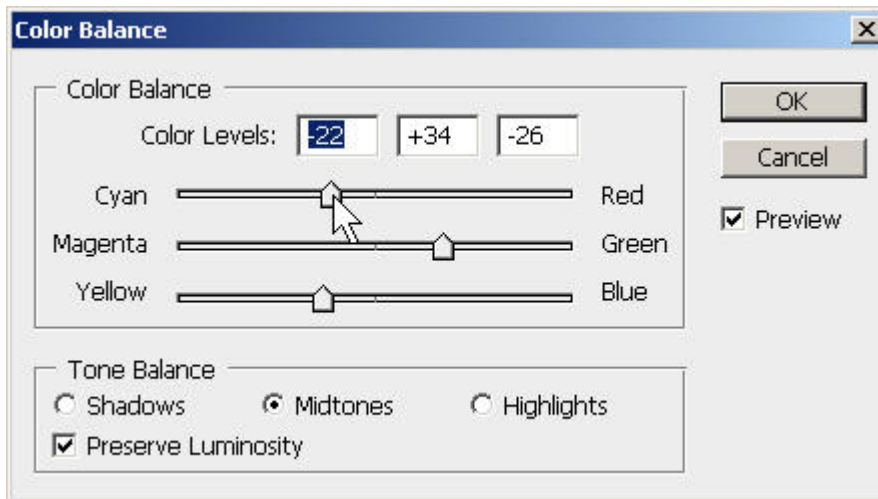 Color Balance
Color Balance
Color Levels: -22 +34 -26
Cyan Red
Magenta Green
Yellow Blue
OK
Cancel
Preview
Tone Balance
Shadows Midtones Highlights
Preserve Luminosity